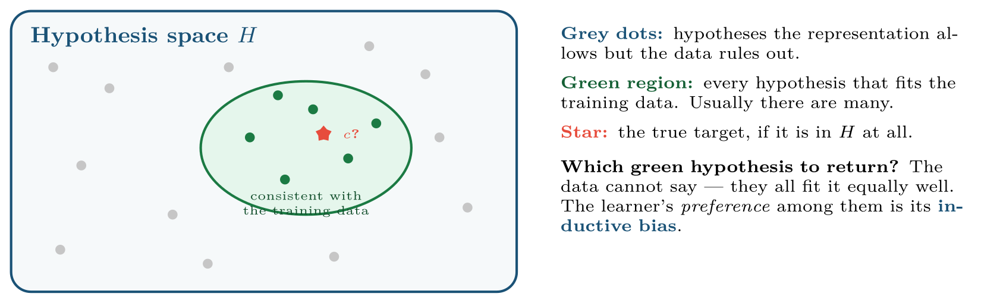 Hypothesis space H
c?
consistent with
the training data
Grey dots: hypotheses the representation al-
lows but the data rules out.
Green region: every hypothesis that fits the
training data. Usually there are many.
Star: the true target, if it is in H at all.
Which green hypothesis to return? The
data cannot say — they all fit it equally well.
The learner's preference among them is its in-
ductive bias.